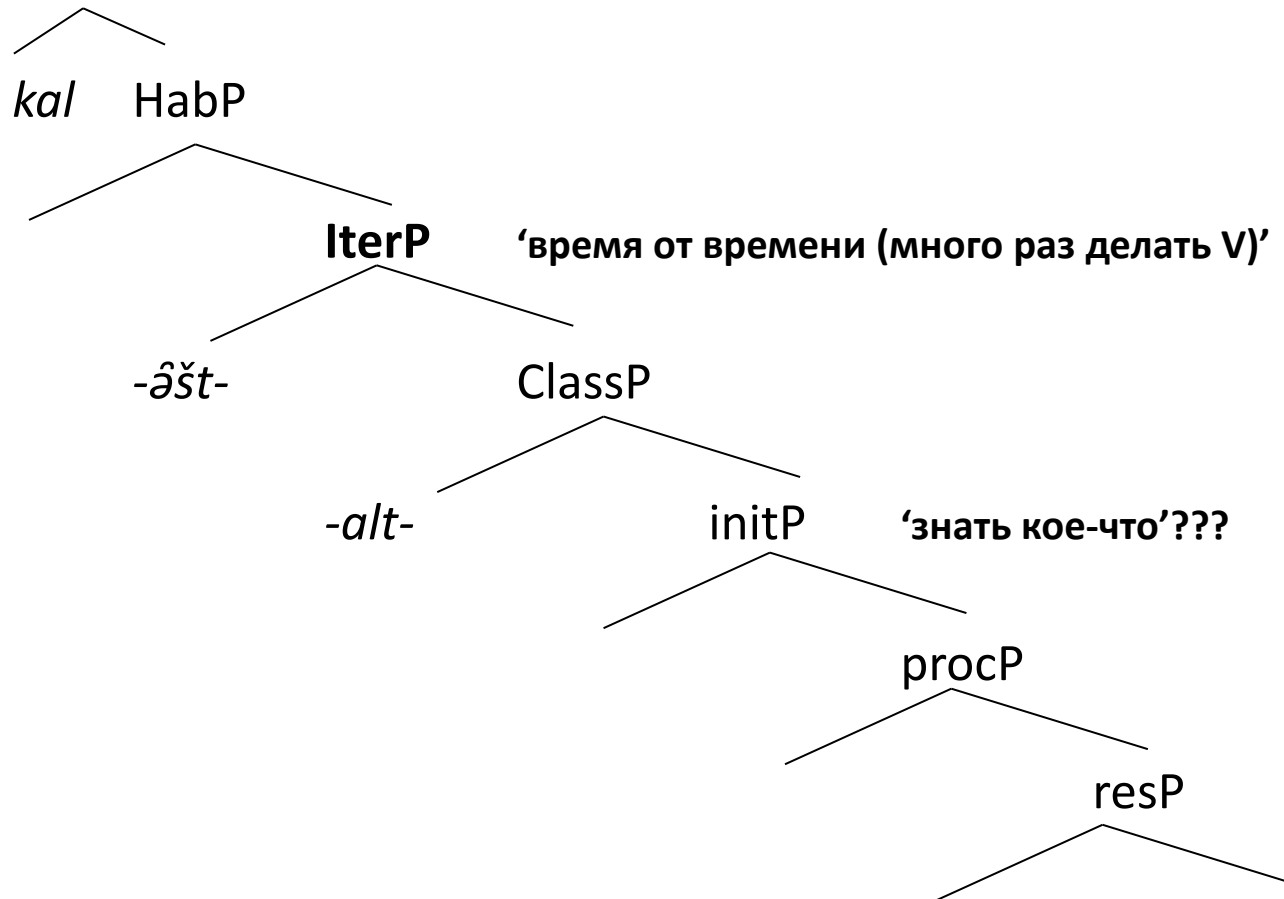 kal HabP
IterP ‘время от времени (много раз делать V)’
-ə̑št- ClassP
-alt- initP ‘знать кое-что’???
procP
resP